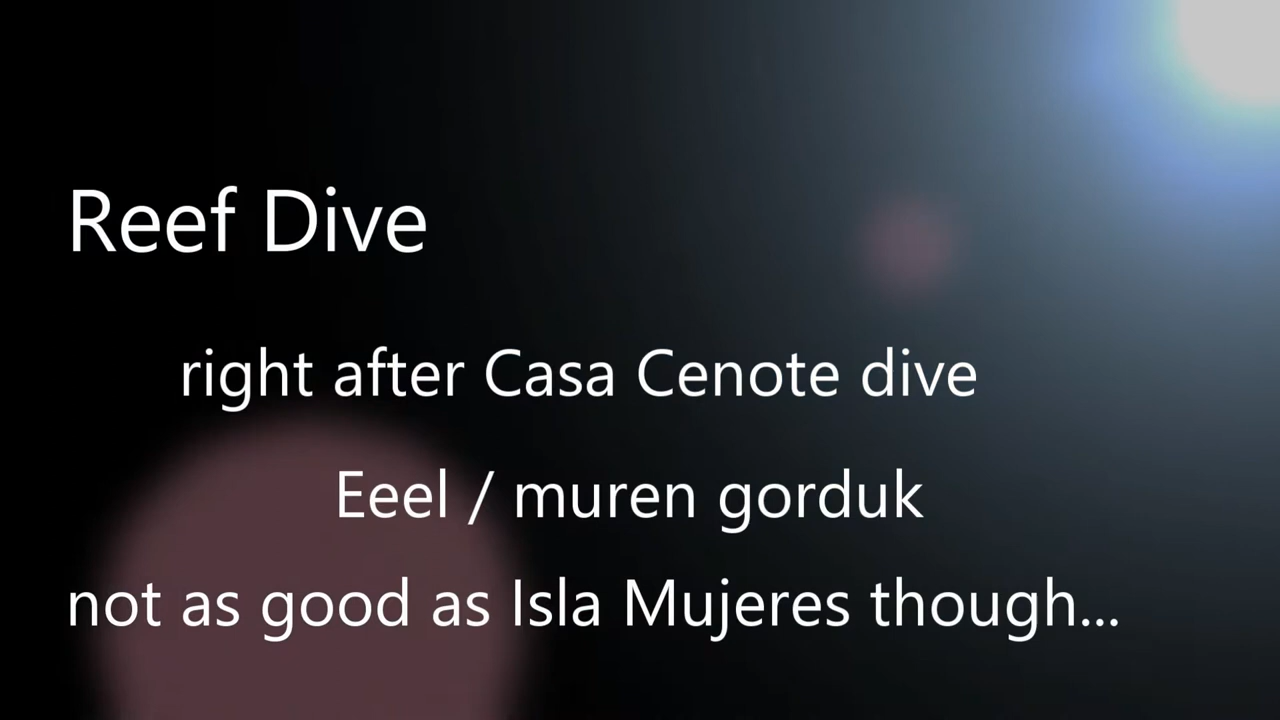 Reef Dive
right after Casa Cenote dive
Eeel / muren gorduk
not as good as Isla Mujeres though...